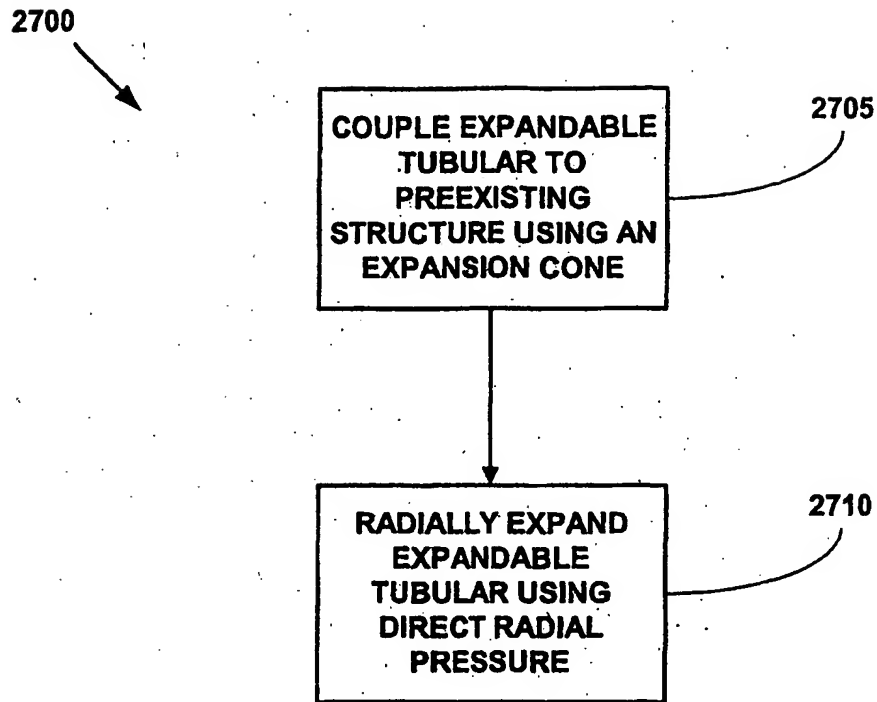 2700
COUPLE EXPANDABLE
TUBULAR TO
PREEXISTING
STRUCTURE USING AN
EXPANSION CONE
2705
RADIALLY EXPAND
EXPANDABLE
TUBULAR USING
DIRECT RADIAL
PRESSURE
2710